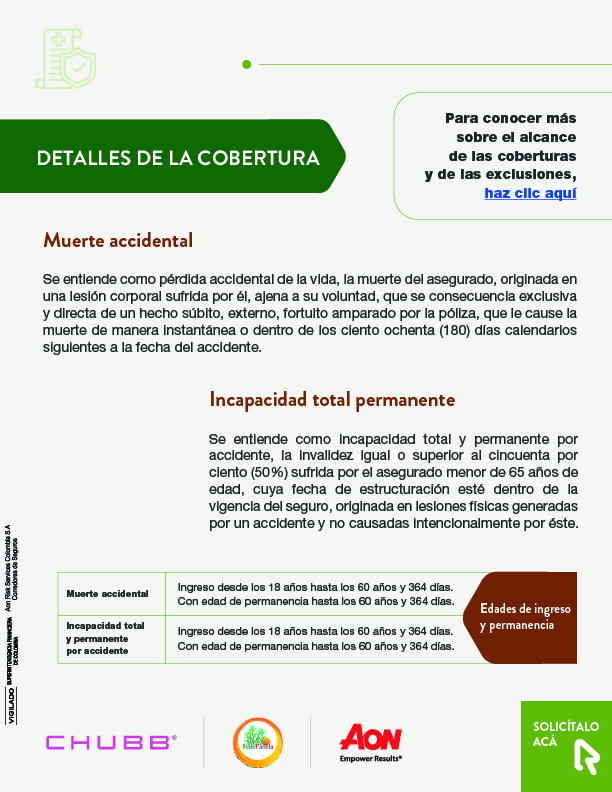 DETALLES DE LA COBERTURA
Para conocer más
sobre el alcance
de las coberturas
y de las exclusiones,
haz clic aquí
Muerte accidental
Se entiende como pérdida accidental de la vida, la muerte del asegurado, originada en
una lesión corporal sufrida por él, ajena a su voluntad, que se consecuencia exclusiva
y directa de un hecho súbito, externo, fortuito amparado por la póliza, que le cause la
muerte de manera instantánea o dentro de los ciento ochenta (180) días calendarios
siguientes a la fecha del accidente.
Incapacidad total permanente
Se entiende como incapacidad total y permanente por
accidente, la invalidez igual o superior al cincuenta por
ciento (50%) sufrida por el asegurado menor de 65 años de
edad, cuya fecha de estructuración esté dentro de la
vigencia del seguro, originada en lesiones físicas generadas
por un accidente y no causadas intencionalmente por éste.
Muerte accidental
Ingreso desde los 18 años hasta los 60 años y 364 días.
Con edad de permanencia hasta los 60 años y 364 días.
Incapacidad total
y permanente
por accidente
Ingreso desde los 18 años hasta los 60 años y 364 días.
Con edad de permanencia hasta los 60 años y 364 días.
Edades de ingreso
y permanencia
Aon Risk Services Colombia S.A
Corredores de Seguros
VIGILADO
SUPERINTENDENCIA FINANCIERA
DE COLOMBIA
CHUBB®
FedePanela
AON
Empower Results®
SOLICÍTALO
ACÁ